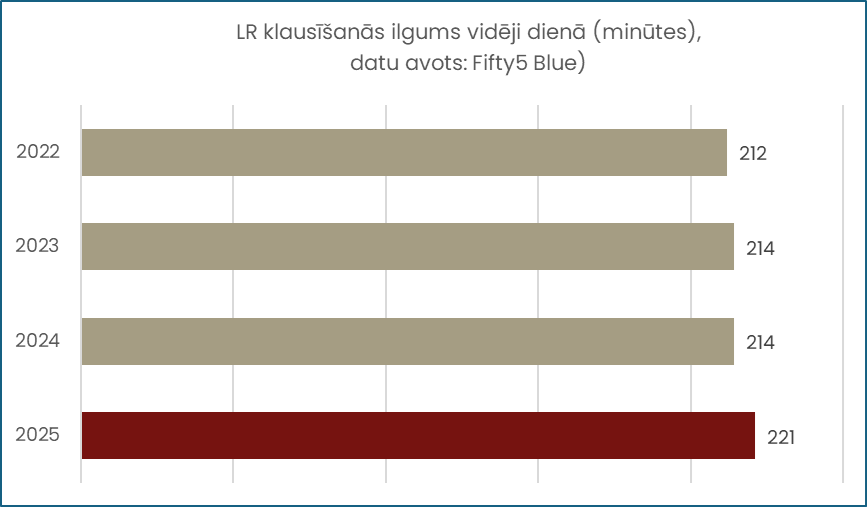 LR klausīšanās ilgums vidēji dienā (minūtes),
datu avots: Fifty5 Blue)
2022 212
2023 214
2024 214
2025 221